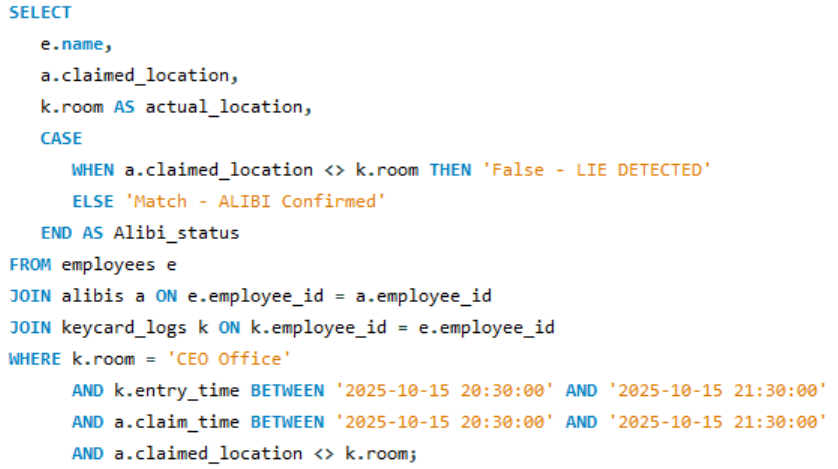 SELECT
e.name,
a.claimed_location,
k.room AS actual_location,
CASE
WHEN a.claimed_location <> k.room THEN 'False - LIE DETECTED'
ELSE 'Match - ALIBI Confirmed'
END AS Alibi_status
FROM employees e
JOIN alibis a ON e.employee_id = a.employee_id
JOIN keycard_logs k ON k.employee_id = e.employee_id
WHERE k.room = 'CEO Office'
AND k.entry_time BETWEEN '2025-10-15 20:30:00' AND '2025-10-15 21:30:00'
AND a.claim_time BETWEEN '2025-10-15 20:30:00' AND '2025-10-15 21:30:00'
AND a.claimed_location <> k.room;